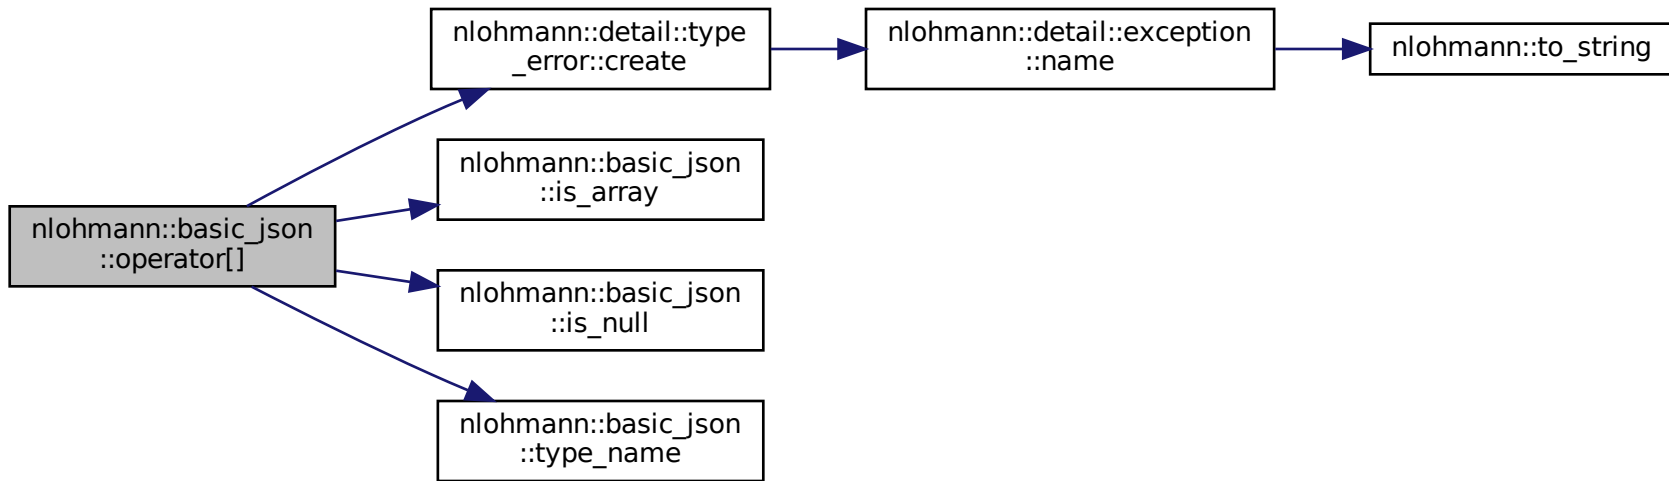 nlohmann::detail::type
_error::create
nlohmann::detail::exception
::name
nlohmann::to_string
nlohmann::basic_json
::is_array
nlohmann::basic_json
::operator[]
nlohmann::basic_json
::is_null
nlohmann::basic_json
::type_name